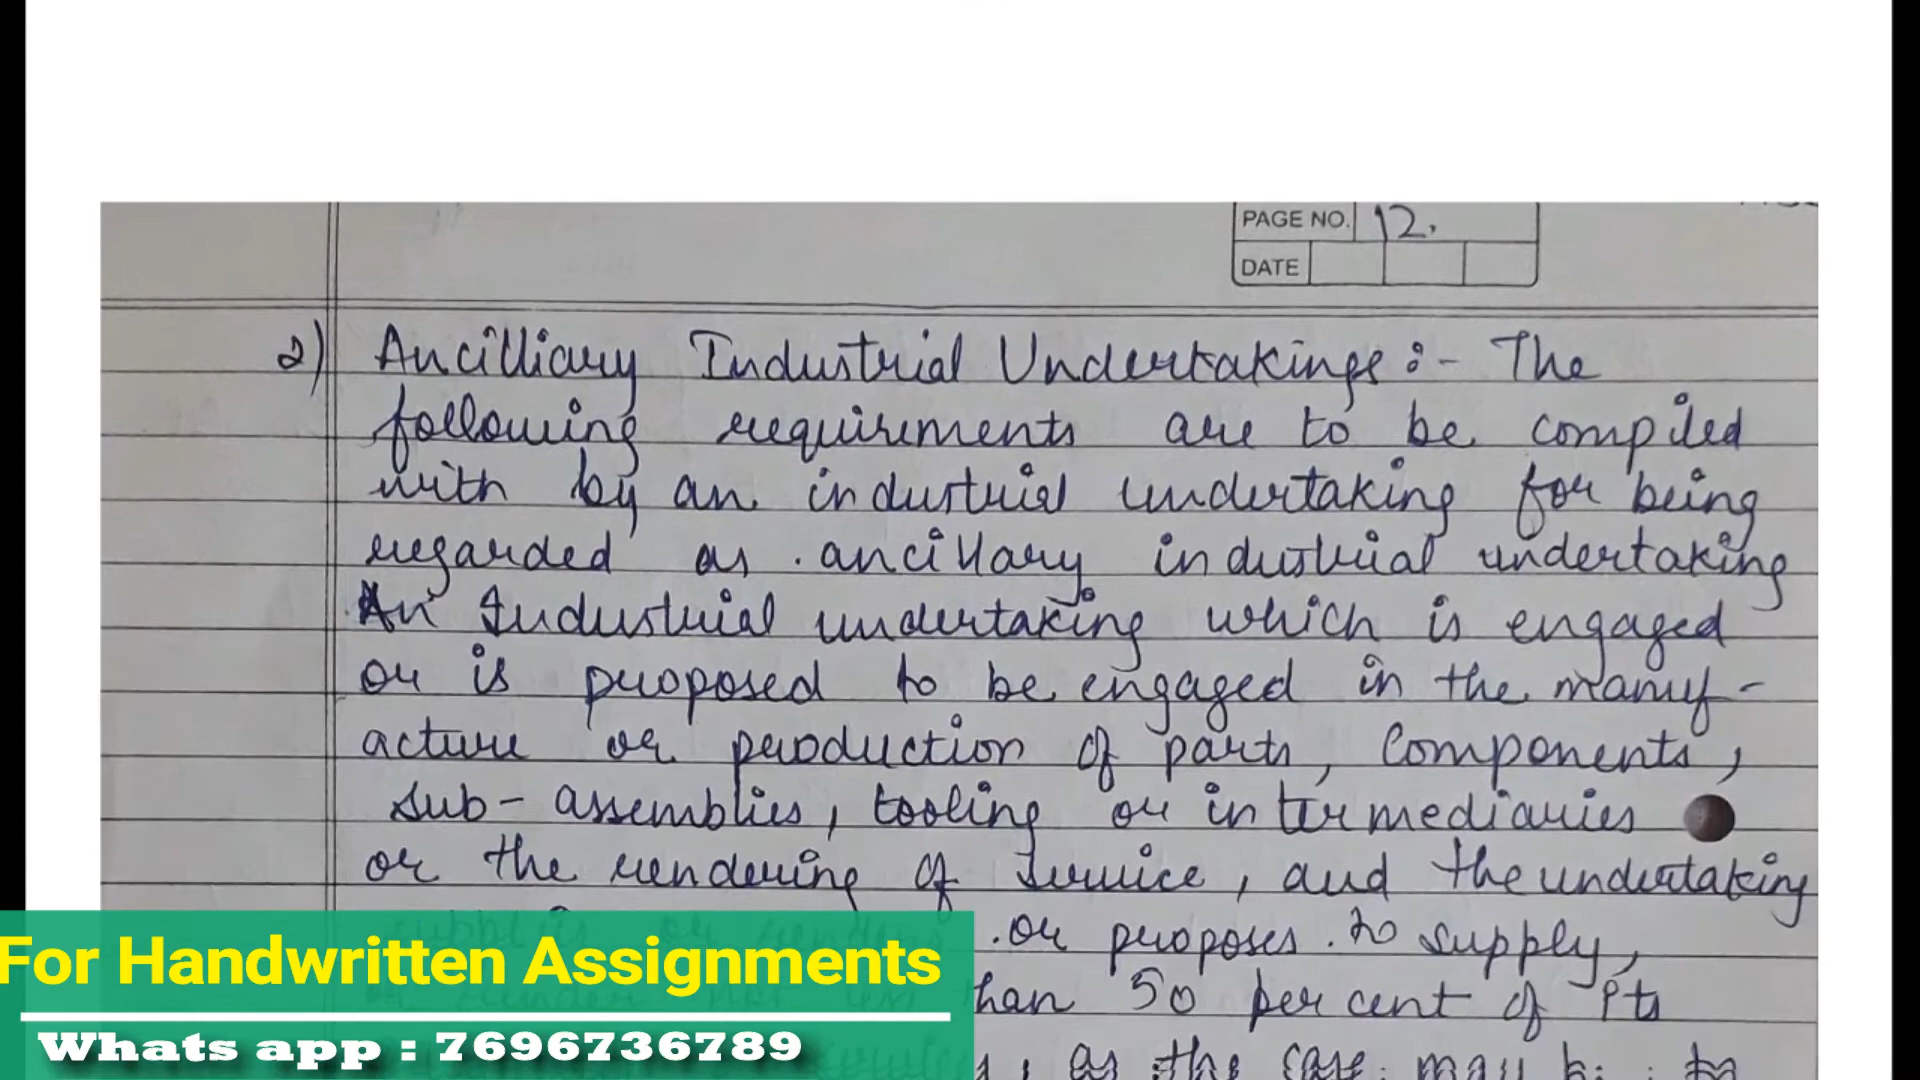 PAGE NO. 12.
DATE
2) Ancilliary Industrial Undertakings :- The
following requirements are to be compiled
with by an industrial undertaking for being
regarded as ancillary industrial undertaking
An Industrial undertaking which is engaged
or is proposed to be engaged in the manuf-
acture or production of parts, Components,
sub-assemblies, tooling or intermediaries
or the rendering of Service, and the undertaking
or proposes to supply,
than 50 per cent of Its
, as the case may be, to
For Handwritten Assignments
Whats app : 7696736789